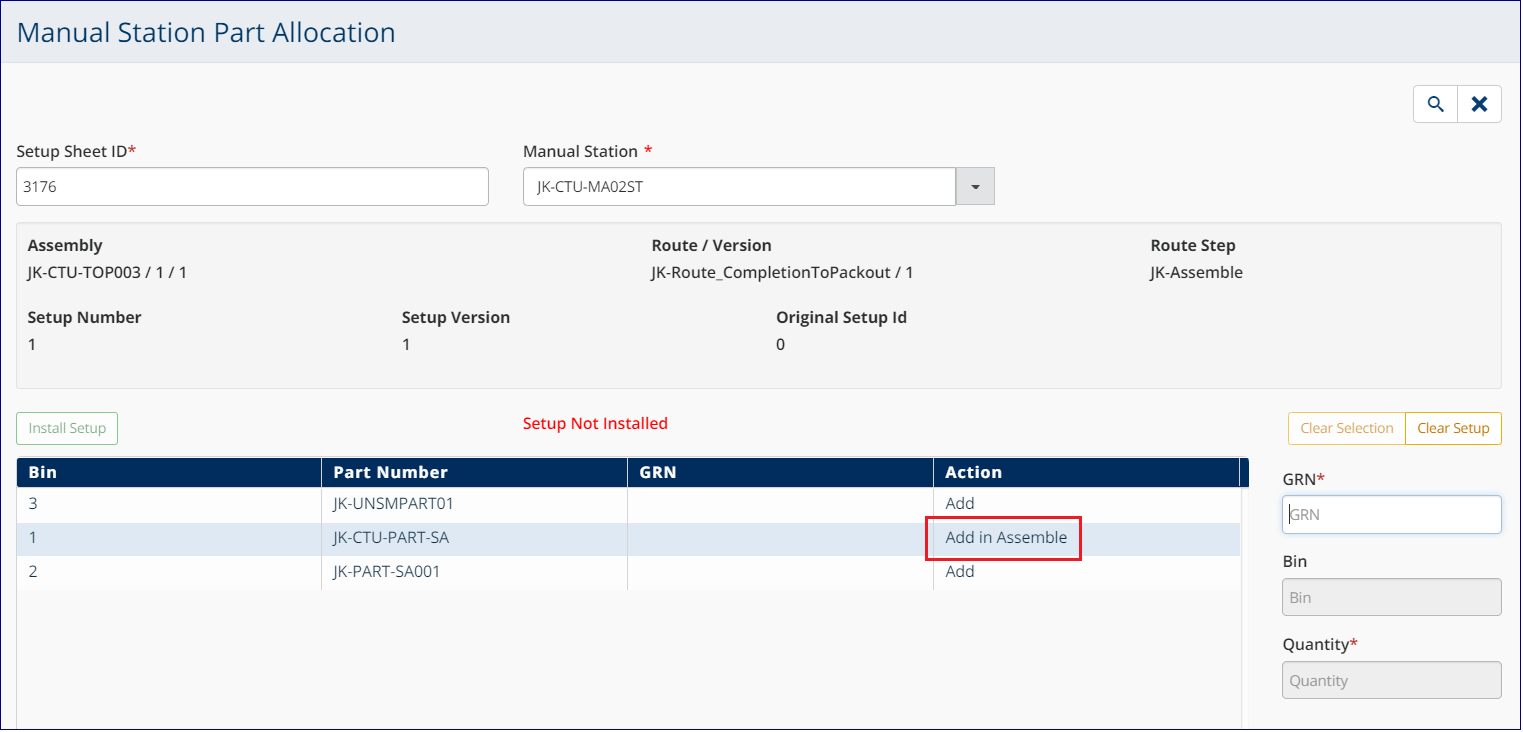 Manual Station Part Allocation
Setup Sheet ID*
Manual Station *
3176
JK-CTU-MA02ST
Assembly
Route / Version
Route Step
JK-CTU-TOP003 / 1 / 1
JK-Route_CompletionToPackout / 1
JK-Assemble
Setup Number
Setup Version
Original Setup Id
1
1
0
Install Setup
Setup Not Installed
Clear Selection
Clear Setup
Bin
Part Number
GRN
Action
3
JK-UNSMPART01
Add
1
JK-CTU-PART-SA
Add in Assemble
2
JK-PART-SA001
Add
GRN*
GRN
Bin
Bin
Quantity*
Quantity